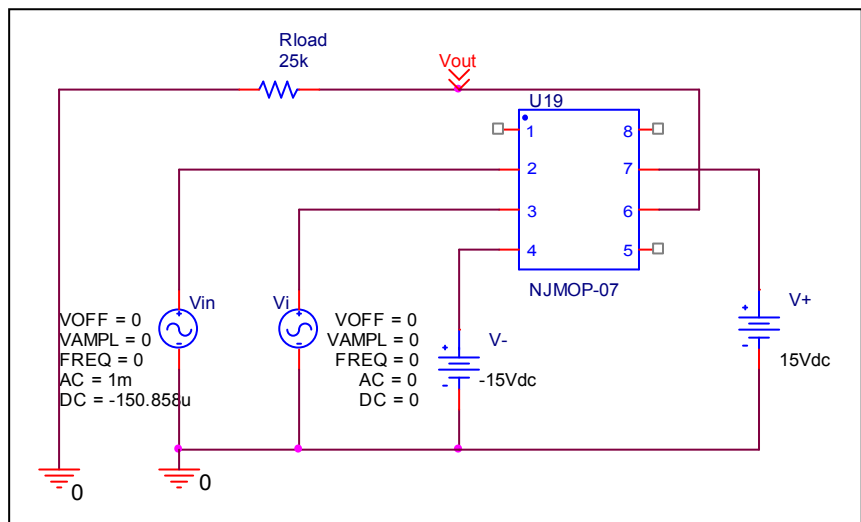 Rload
25k
Vout
U19
1
8
2
7
3
6
4
5
NJMOP-07
Vin
VOFF = 0
VAMPL = 0
FREQ = 0
AC = 1m
DC = -150.858u
Vi
VOFF = 0
VAMPL = 0
FREQ = 0
AC = 0
DC = 0
V-
-15Vdc
V+
15Vdc
0
0